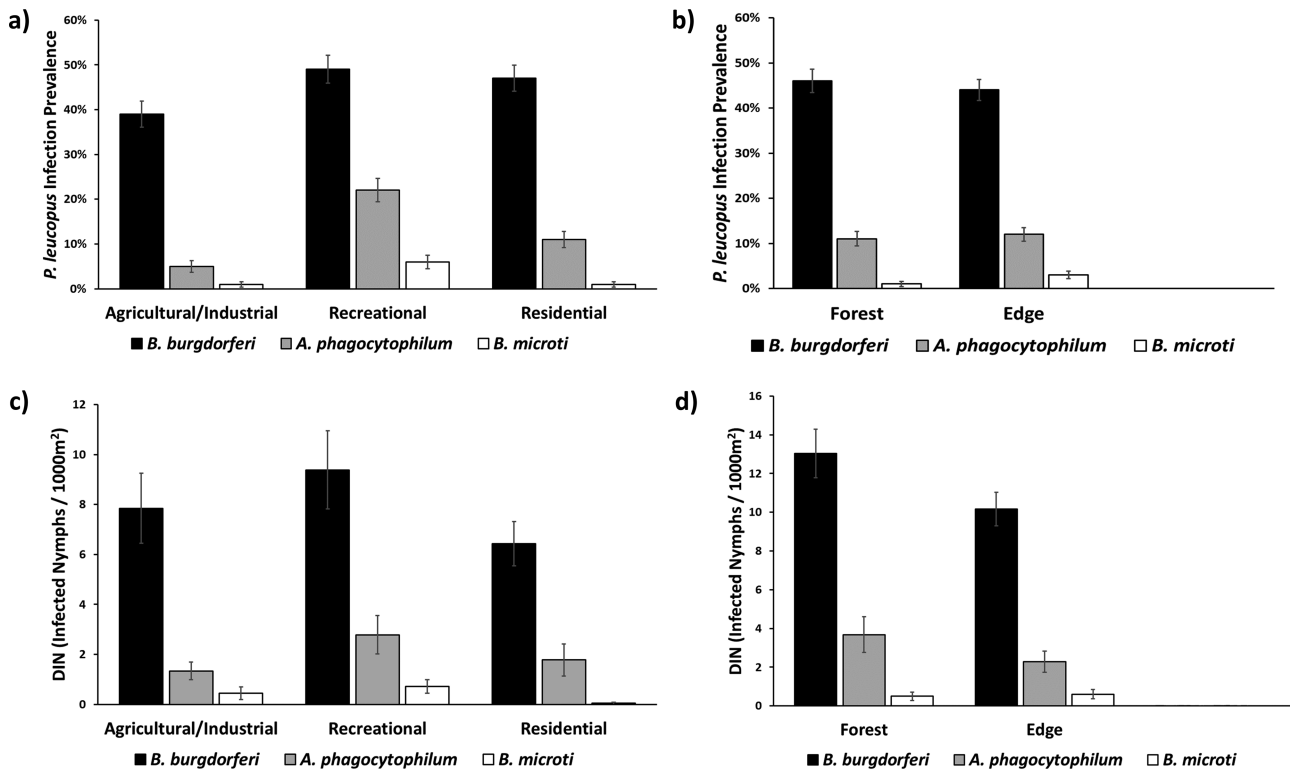 a)
P. leucopus Infection Prevalence
60%
50%
40%
30%
20%
10%
0%
Agricultural/Industrial Recreational Residential
B. burgdorferi A. phagocytophilum B. microti
b)
P. leucopus Infection Prevalence
60%
50%
40%
30%
20%
10%
0%
Forest Edge
B. burgdorferi A. phagocytophilum B. microti
c)
DIN (Infected Nymphs / 1000m²)
12
10
8
6
4
2
0
Agricultural/Industrial Recreational Residential
B. burgdorferi A. phagocytophilum B. microti
d)
DIN (Infected Nymphs / 1000m²)
16
14
12
10
8
6
4
2
0
Forest Edge
B. burgdorferi A. phagocytophilum B. microti